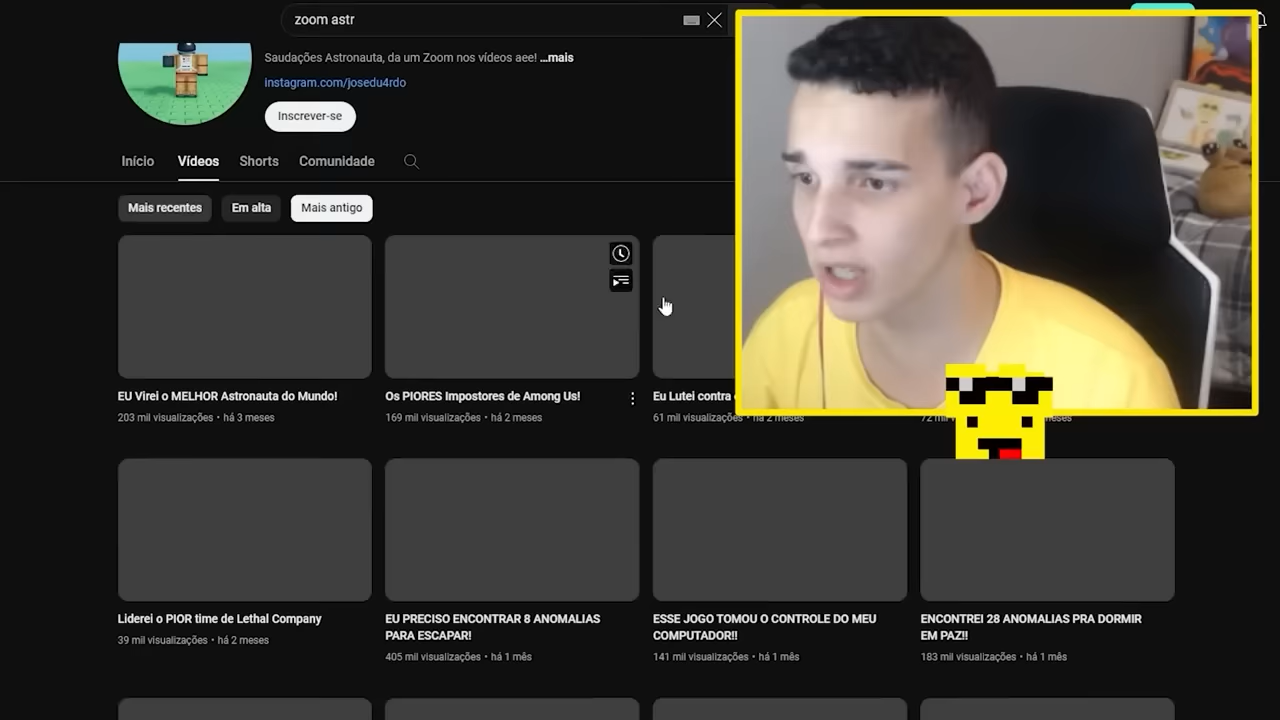 zoom astr
Saudações Astronauta, da um Zoom nos vídeos aee! ...mais
instagram.com/josedu4rdo
Inscrever-se
Início Vídeos Shorts Comunidade
Mais recentes Em alta Mais antigo
EU Virei o MELHOR Astronauta do Mundo! Os PIORES Impostores de Among Us! Eu Lutei contra
203 mil visualizações • há 3 meses 169 mil visualizações • há 2 meses 61 mil visualizações • há 2 meses 72 meses
Liderei o PIOR time de Lethal Company
39 mil visualizações • há 2 meses
EU PRECISO ENCONTRAR 8 ANOMALIAS
PARA ESCAPAR!
405 mil visualizações • há 1 mês
ESSE JOGO TOMOU O CONTROLE DO MEU
COMPUTADOR!!
141 mil visualizações • há 1 mês
ENCONTREI 28 ANOMALIAS PRA DORMIR
EM PAZ!!
183 mil visualizações • há 1 mês